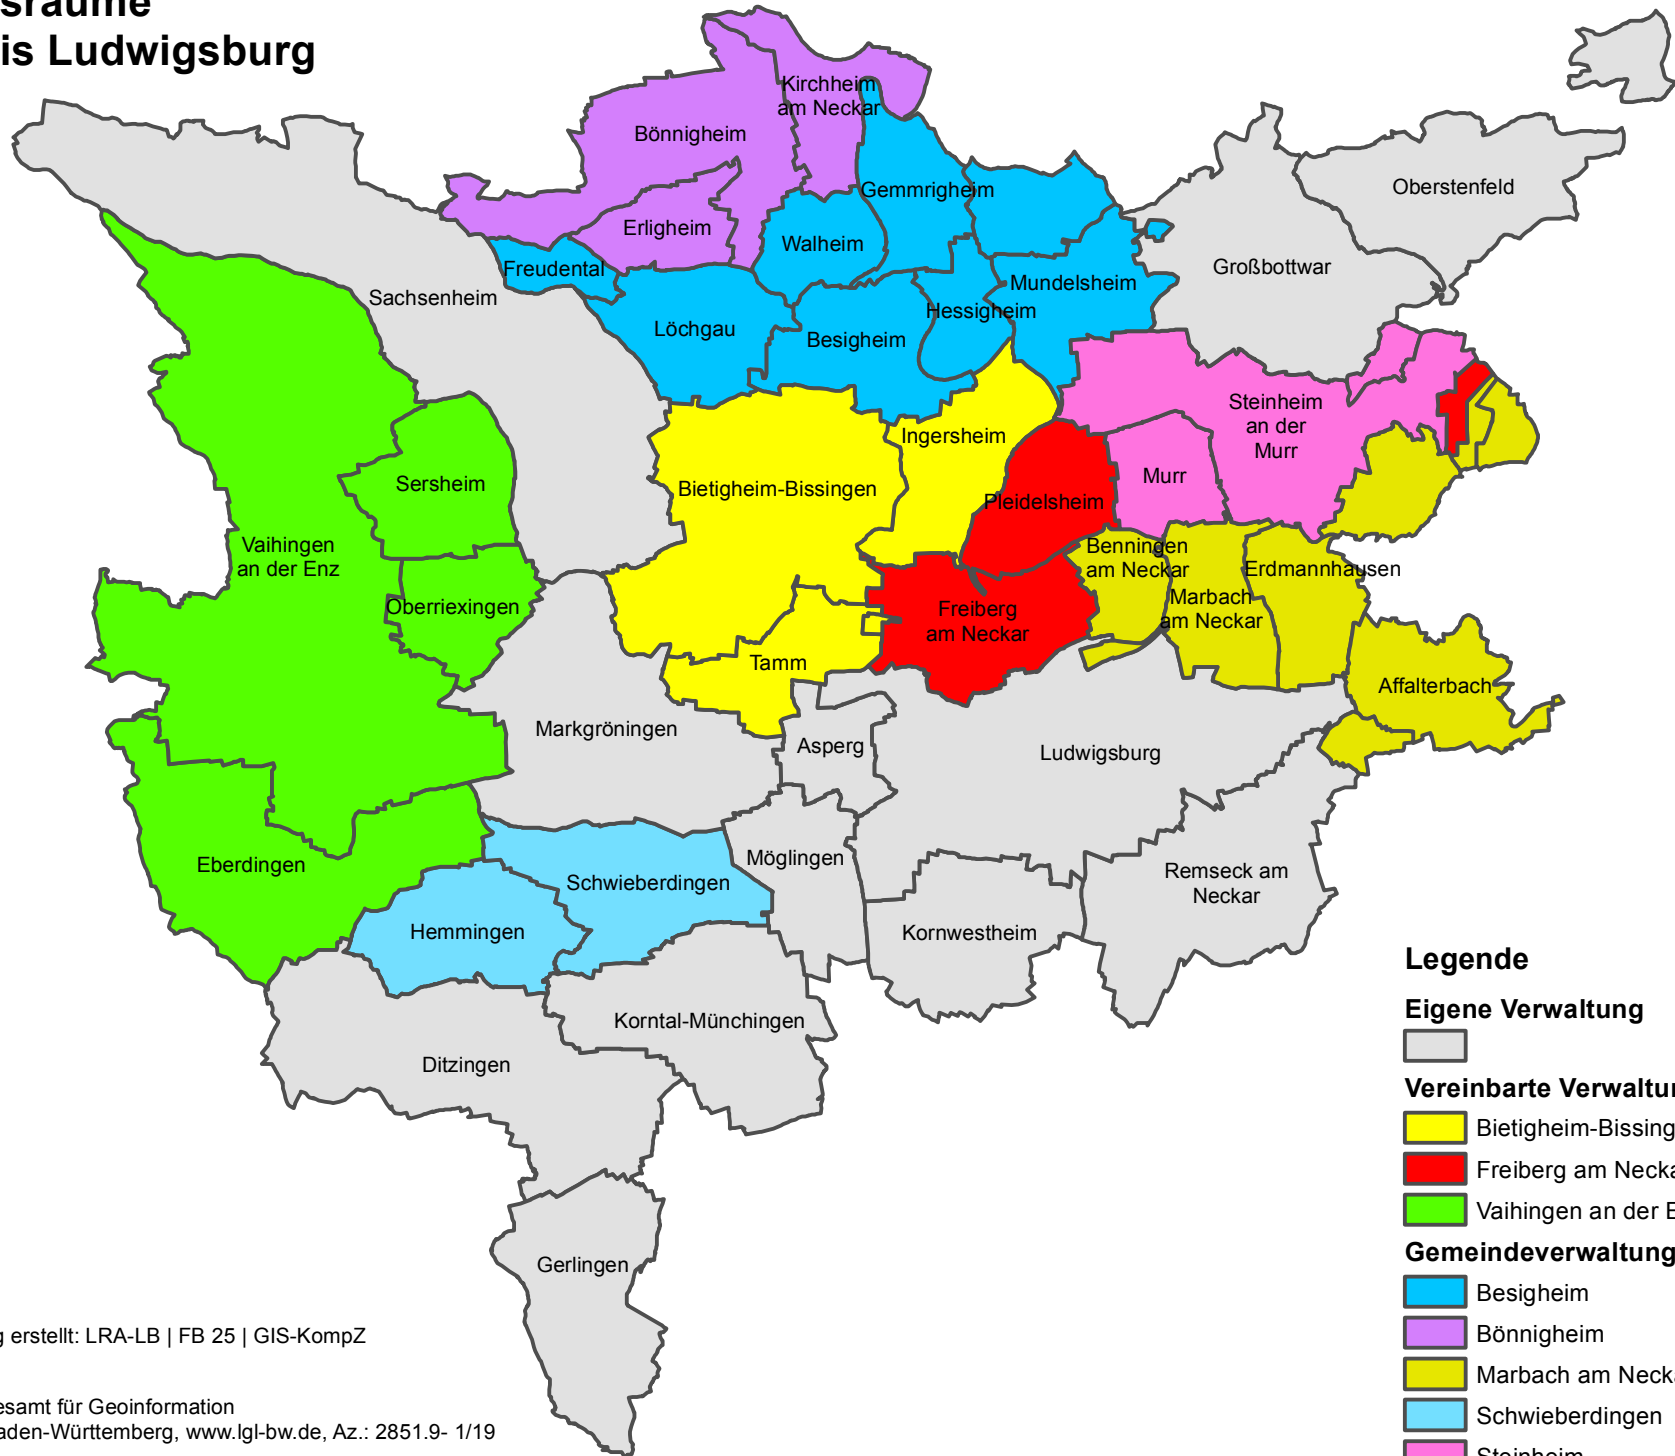 is Ludwigsburg
Kirchheim
am Neckar
Bönnigheim
Oberstenfeld
Gemmrigheim
Erligheim
Walheim
Freudental
Großbottwar
Sachsenheim
Mundelsheim
Hessigheim
Löchgau
Besigheim
Steinheim
an der
Murr
Ingersheim
Sersheim
Bietigheim-Bissingen
Murr
Pleidelsheim
Vaihingen
an der Enz
Benningen
am Neckar
Erdmannhausen
Oberriexingen
Freiberg
am Neckar
Marbach
am Neckar
Tamm
Affalterbach
Markgröningen
Asperg
Ludwigsburg
Eberdingen
Möglingen
Schwieberdingen
Remseck am
Neckar
Hemmingen
Kornwestheim
Korntal-Münchingen
Ditzingen
Gerlingen
Legende
Eigene Verwaltung
Vereinbarte
Bietigheim-Bissing
Freiberg am Necka
Vaihingen an der E
Gemeindeverwaltung
Besigheim
Bönnigheim
Marbach am Necka
Schwieberdingen
Steinheim
g erstellt: LRA-LB | FB 25 | GIS-KompZ
esamt für Geoinformation
aden-Württemberg, www.lgl-bw.de, Az.: 2851.9- 1/19